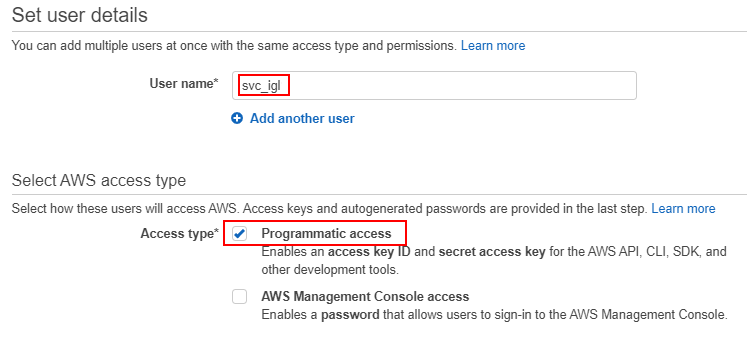 Set user details
You can add multiple users at once with the same access type and permissions. Learn more
User name* svc_igl
Add another user
Select AWS access type
Select how these users will access AWS. Access keys and autogenerated passwords are provided in the last step. Learn more
Access type* Programmatic access
Enables an access key ID and secret access key for the AWS API, CLI, SDK, and
other development tools.
AWS Management Console access
Enables a password that allows users to sign-in to the AWS Management Console.